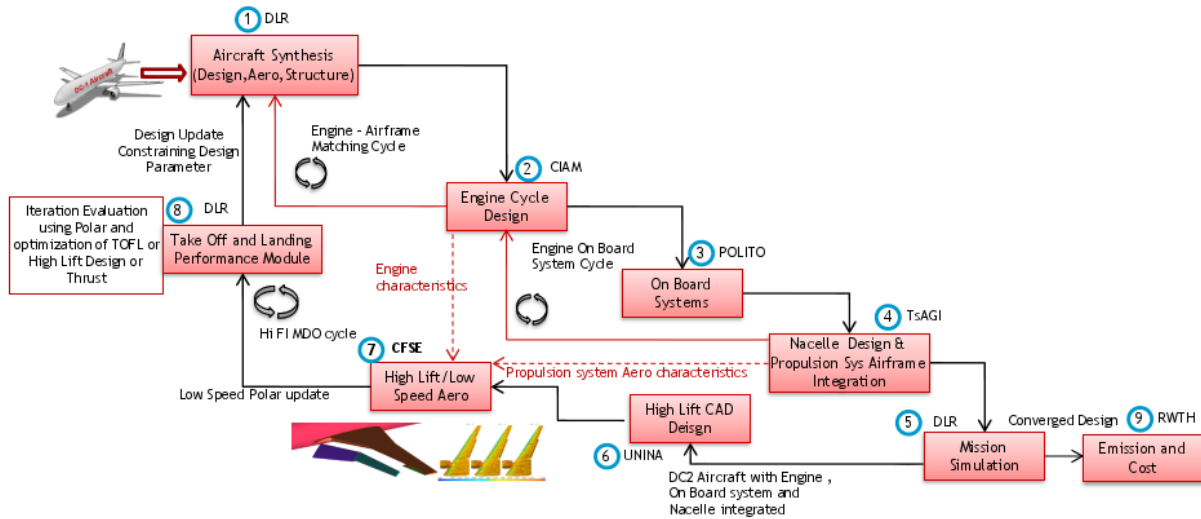 1 DLR
Aircraft Synthesis
(Design,Aero,Structure)
DC-1 Aircraft
Design Update
Constraining Design
Parameter
Engine - Airframe
Matching Cycle
2 CIAM
Engine Cycle
Design
8 DLR
Iteration Evaluation
using Polar and
optimization of TOFL or
High Lift Design or
Thrust
Take Off and Landing
Performance Module
Engine On Board
System Cycle
3 POLITO
On Board
Systems
Engine
characteristics
Hi FI MDO cycle
4 TsAGI
Nacelle Design &
Propulsion Sys Airframe
Integration
7 CFSE
High Lift/Low
Speed Aero
Propulsion system Aero characteristics
Low Speed Polar update
High Lift CAD
Deisgn
6 UNINA
5 DLR
Mission
Simulation
Converged Design
9 RWTH
Emission and
Cost
DC2 Aircraft with Engine ,
On Board system and
Nacelle integrated